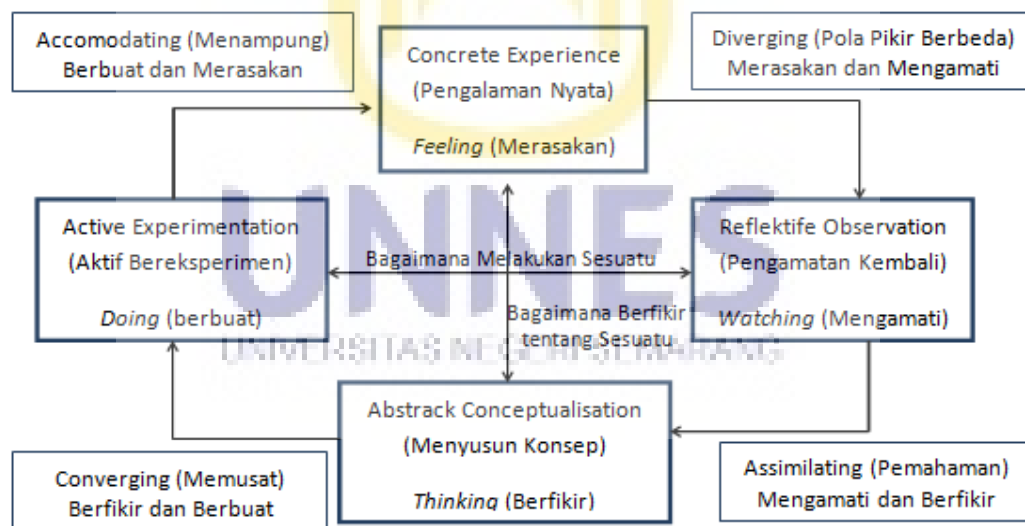 Accomodating (Menampung)
Berbuat dan Merasakan
Concrete Experience
(Pengalaman Nyata)
Feeling (Merasakan)
Diverging (Pola Pikir Berbeda)
Merasakan dan Mengamati
Active Experimentation
(Aktif Bereksperimen)
Doing (berbuat)
Bagaimana Melakukan Sesuatu
Bagaimana Berfikir
tentang Sesuatu
Reflektife Observation
(Pengamatan Kembali)
Watching (Mengamati)
UNNES
UNIVERSITAS NEGERI SEMARANG
Abstrack Conceptualisation
(Menyusun Konsep)
Thinking (Berfikir)
Converging (Memusat)
Berfikir dan Berbuat
Assimilating (Pemahaman)
Mengamati dan Berfikir